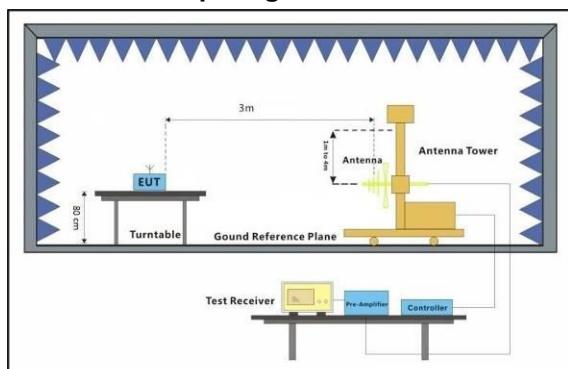 3m
1m to 4m
Antenna
Antenna Tower
EUT
80 cm
Turntable
Gound Reference Plane
Test Receiver
Pre-Amplifier
Controller